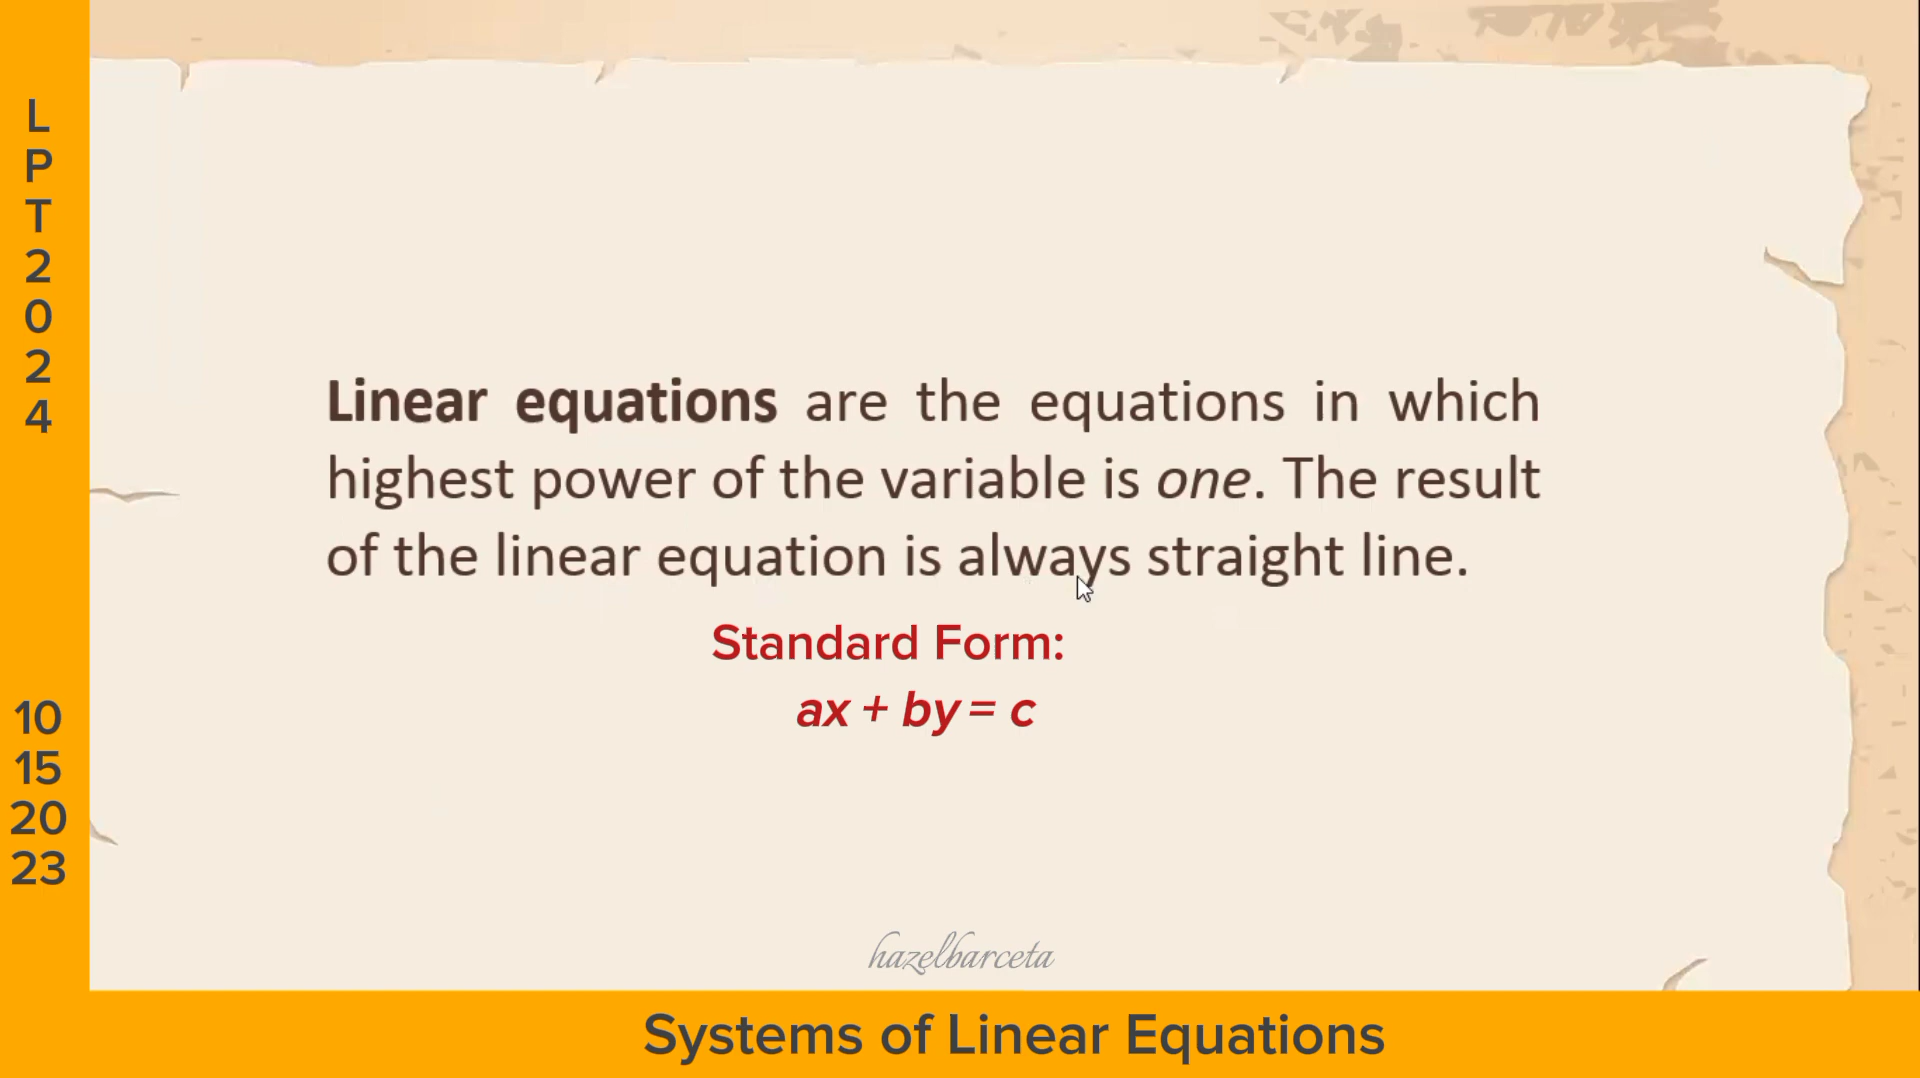 L
P
T
2
0
2
4
Linear equations are the equations in which
highest power of the variable is one. The result
of the linear equation is always straight line.
Standard Form:
ax + by = c
10
15
20
23
hazelbarceta
Systems of Linear Equations